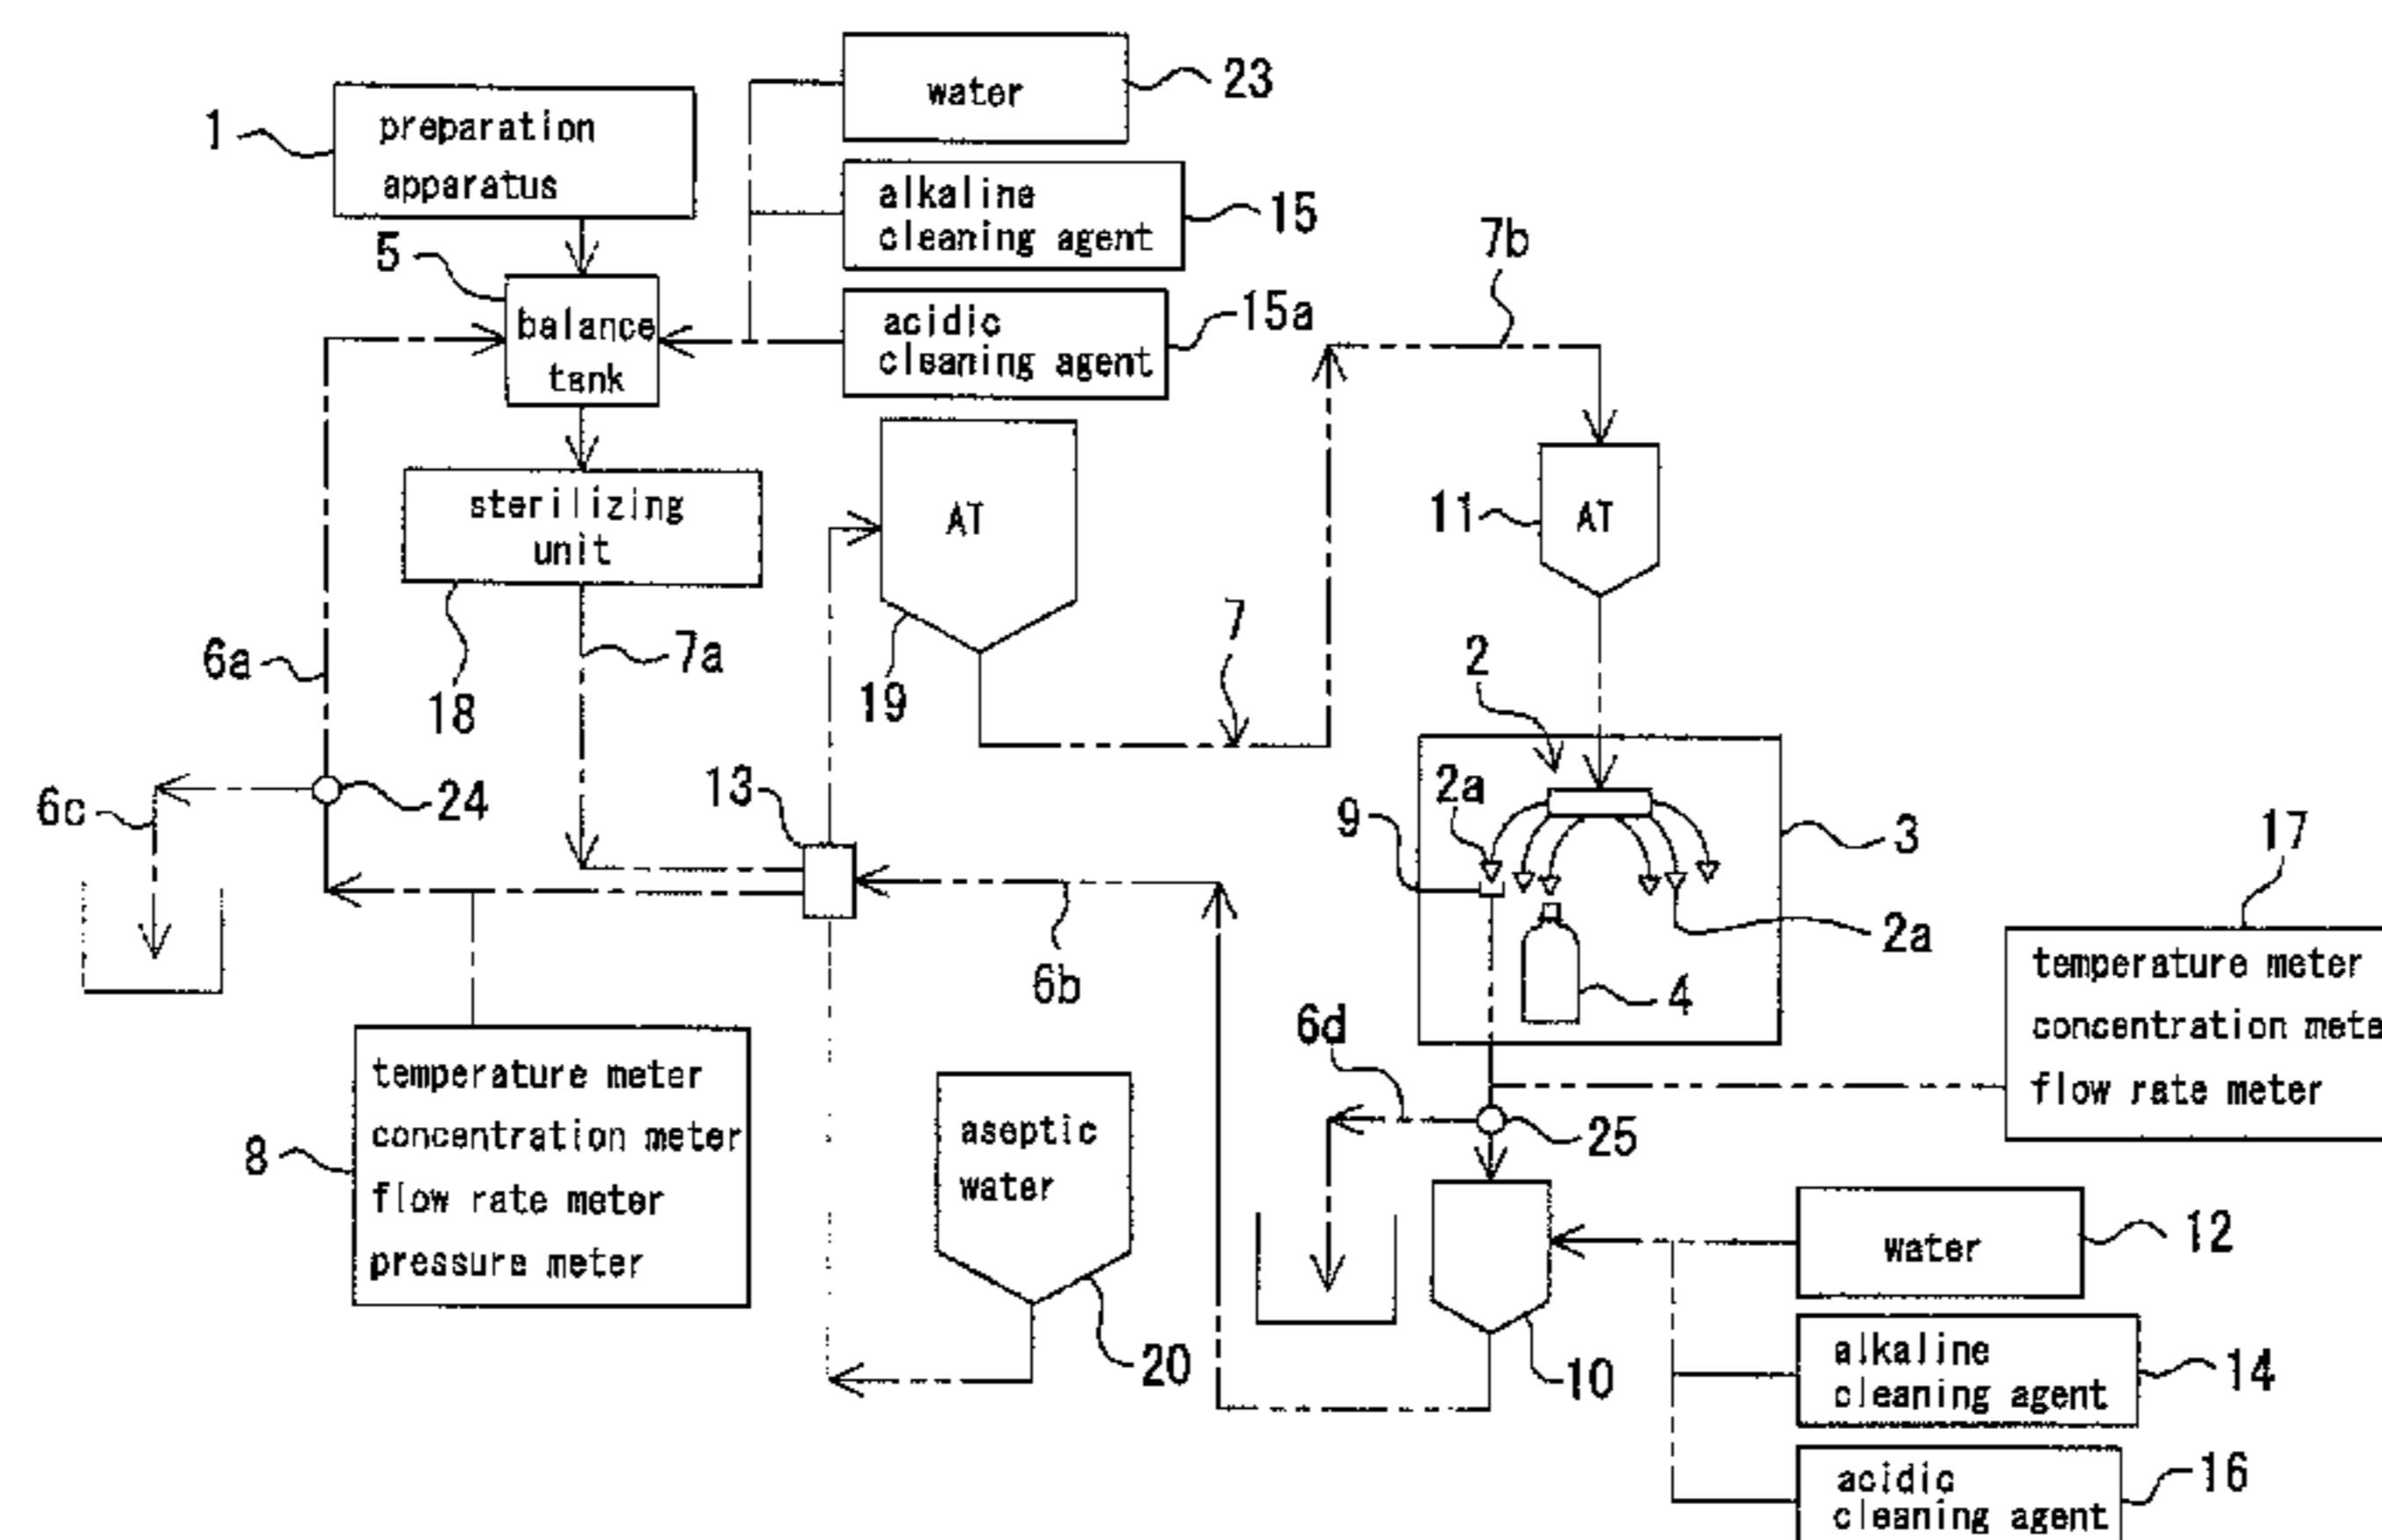 1
preparation
apparatus
water
23
alkaline
cleaning agent
15
acidic
cleaning agent
15a
5
balance
tank
sterilizing
unit
18
6a
7a
AT
19
7
7b
11
AT
6c
24
13
6b
2
2a
9
3
2a
4
17
temperature meter
concentration mete
flow rate meter
6d
25
8
temperature meter
concentration meter
flow rate meter
pressure meter
aseptic
water
20
10
water
12
alkaline
cleaning agent
14
acidic
cleaning agent
16